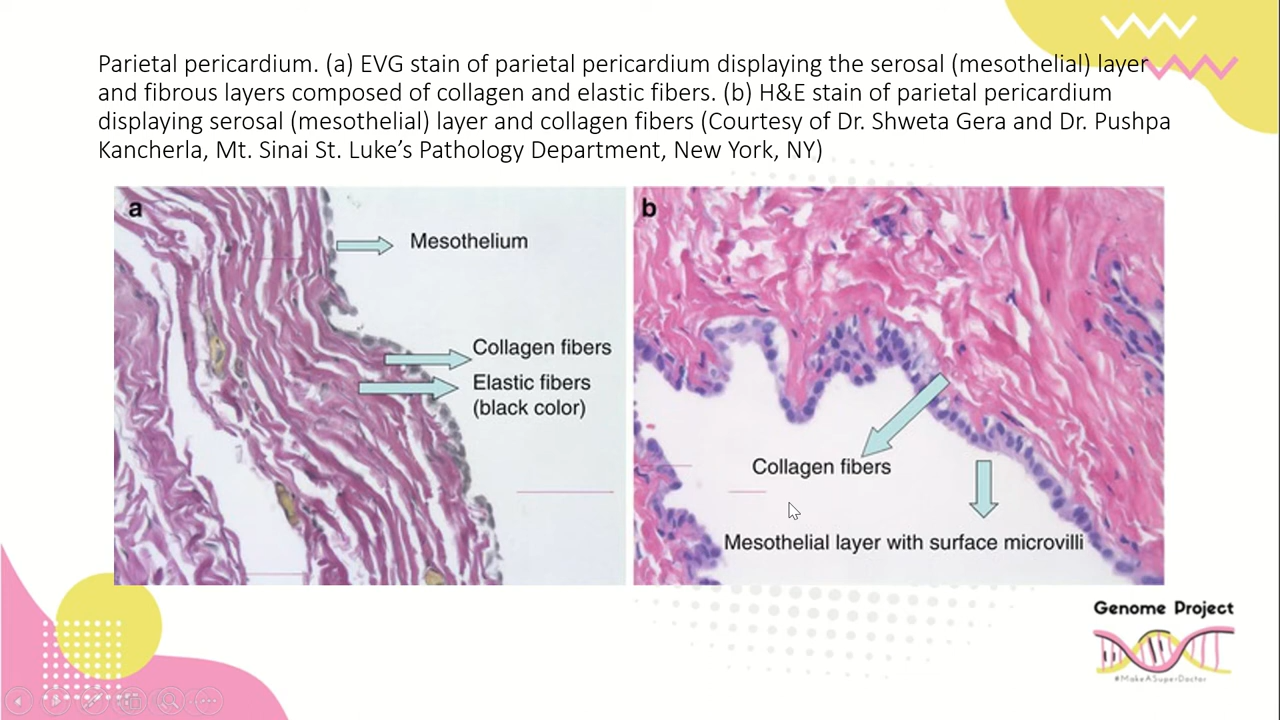 Parietal pericardium. (a) EVG stain of parietal pericardium displaying the serosal (mesothelial) layer
and fibrous layers composed of collagen and elastic fibers. (b) H&E stain of parietal pericardium
displaying serosal (mesothelial) layer and collagen fibers (Courtesy of Dr. Shweta Gera and Dr. Pushpa
Kancherla, Mt. Sinai St. Luke’s Pathology Department, New York, NY)
a
Mesothelium
Collagen fibers
Elastic fibers
(black color)
b
Collagen fibers
Mesothelial layer with surface microvilli
Genome Project
#MakeASuperDoctor